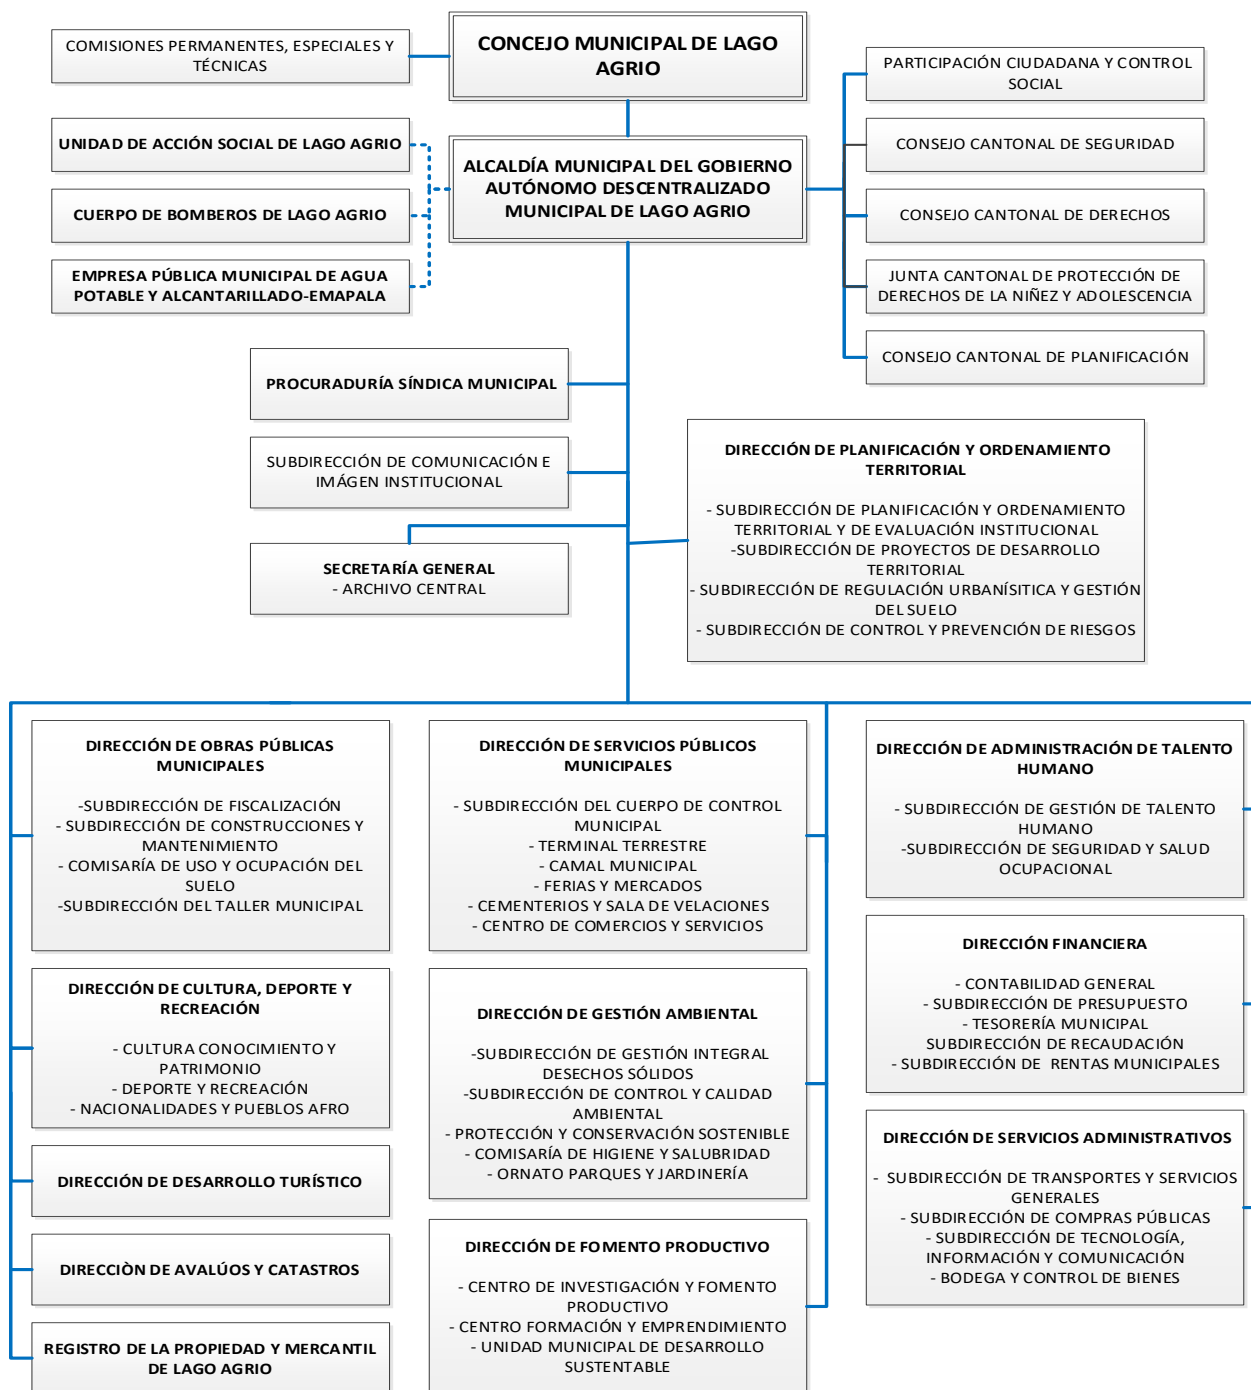 COMISIONES PERMANENTES, ESPECIALES Y
TÉCNICAS
CONCEJO MUNICIPAL DE LAGO
AGRIO
PARTICIPACIÓN CIUDADANA Y CONTROL
SOCIAL
UNIDAD DE ACCIÓN SOCIAL DE LAGO AGRIO
CUERPO DE BOMBEROS DE LAGO AGRIO
EMPRESA PÚBLICA MUNICIPAL DE AGUA
POTABLE Y ALCANTARILLADO-EMAPALA
ALCALDÍA MUNICIPAL DEL GOBIERNO
AUTÓNOMO DESCENTRALIZADO
MUNICIPAL DE LAGO AGRIO
CONSEJO CANTONAL DE SEGURIDAD
CONSEJO CANTONAL DE DERECHOS
JUNTA CANTONAL DE PROTECCIÓN DE
DERECHOS DE LA NIÑEZ Y ADOLESCENCIA
CONSEJO CANTONAL DE PLANIFICACIÓN
PROCURADURÍA SÍNDICA MUNICIPAL
SUBDIRECCIÓN DE COMUNICACIÓN E
IMÁGEN INSTITUCIONAL
SECRETARÍA GENERAL
- ARCHIVO CENTRAL
DIRECCIÓN DE PLANIFICACIÓN Y ORDENAMIENTO
TERRITORIAL
- SUBDIRECCIÓN DE PLANIFICACIÓN Y ORDENAMIENTO
TERRITORIAL Y DE EVALUACIÓN INSTITUCIONAL
-SUBDIRECCIÓN DE PROYECTOS DE DESARROLLO
TERRITORIAL
- SUBDIRECCIÓN DE REGULACIÓN URBANÍSITICA Y GESTIÓN
DEL SUELO
- SUBDIRECCIÓN DE CONTROL Y PREVENCIÓN DE RIESGOS
DIRECCIÓN DE OBRAS PÚBLICAS
MUNICIPALES
-SUBDIRECCIÓN DE FISCALIZACIÓN
- SUBDIRECCIÓN DE CONSTRUCCIONES Y
MANTENIMIENTO
- COMISARÍA DE USO Y OCUPACIÓN DEL
SUELO
-SUBDIRECCIÓN DEL TALLER MUNICIPAL
DIRECCIÓN DE CULTURA, DEPORTE Y
RECREACIÓN
- CULTURA CONOCIMIENTO Y
PATRIMONIO
- DEPORTE Y RECREACIÓN
- NACIONALIDADES Y PUEBLOS AFRO
DIRECCIÓN DE DESARROLLO TURÍSTICO
DIRECCIÒN DE AVALÚOS Y CATASTROS
REGISTRO DE LA PROPIEDAD Y MERCANTIL
DE LAGO AGRIO
DIRECCIÓN DE SERVICIOS PÚBLICOS
MUNICIPALES
- SUBDIRECCIÓN DEL CUERPO DE CONTROL
MUNICIPAL
- TERMINAL TERRESTRE
- CAMAL MUNICIPAL
- FERIAS Y MERCADOS
- CEMENTERIOS Y SALA DE VELACIONES
- CENTRO DE COMERCIOS Y SERVICIOS
DIRECCIÓN DE GESTIÓN AMBIENTAL
-SUBDIRECCIÓN DE GESTIÓN INTEGRAL
DESECHOS SÓLIDOS
-SUBDIRECCIÓN DE CONTROL Y CALIDAD
AMBIENTAL
- PROTECCIÓN Y CONSERVACIÓN SOSTENIBLE
- COMISARÍA DE HIGIENE Y SALUBRIDAD
- ORNATO PARQUES Y JARDINERÍA
DIRECCIÓN DE FOMENTO PRODUCTIVO
- CENTRO DE INVESTIGACIÓN Y FOMENTO
PRODUCTIVO
- CENTRO FORMACIÓN Y EMPRENDIMIENTO
- UNIDAD MUNICIPAL DE DESARROLLO
SUSTENTABLE
DIRECCIÓN DE ADMINISTRACIÓN DE TALENTO
HUMANO
- SUBDIRECCIÓN DE GESTIÓN DE TALENTO
HUMANO
-SUBDIRECCIÓN DE SEGURIDAD Y SALUD
OCUPACIONAL
DIRECCIÓN FINANCIERA
- CONTABILIDAD GENERAL
- SUBDIRECCIÓN DE PRESUPUESTO
- TESORERÍA MUNICIPAL
SUBDIRECCIÓN DE RECAUDACIÓN
- SUBDIRECCIÓN DE RENTAS MUNICIPALES
DIRECCIÓN DE SERVICIOS ADMINISTRATIVOS
- SUBDIRECCIÓN DE TRANSPORTES Y SERVICIOS
GENERALES
- SUBDIRECCIÓN DE COMPRAS PÚBLICAS
- SUBDIRECCIÓN DE TECNOLOGÍA,
INFORMACIÓN Y COMUNICACIÓN
- BODEGA Y CONTROL DE BIENES